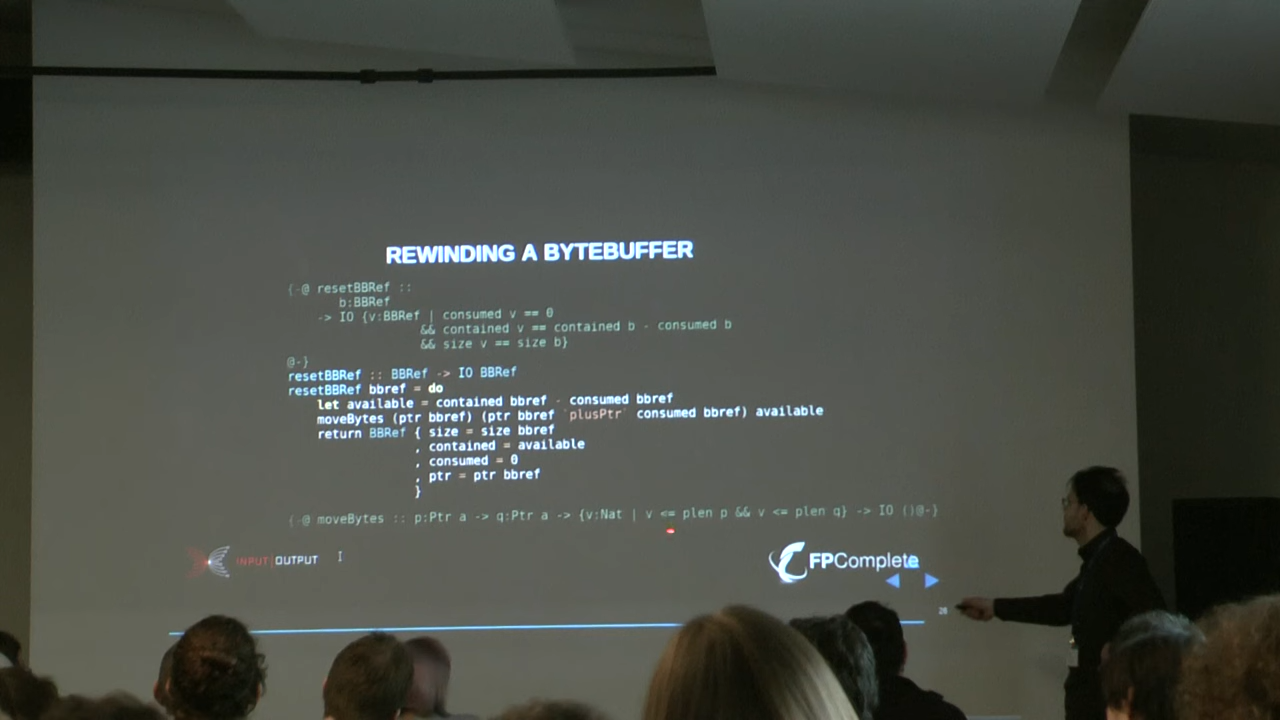 REWINDING A BYTEBUFFER
{-@ resetBBRef ::
b:BBRef
-> IO {v:BBRef | consumed v == 0
&& contained v == contained b - consumed b
&& size v == size b}
@-}
resetBBRef :: BBRef -> IO BBRef
resetBBRef bbref = do
let available = contained bbref - consumed bbref
moveBytes (ptr bbref) (ptr bbref `plusPtr` consumed bbref) available
return BBRef { size = size bbref
, contained = available
, consumed = 0
, ptr = ptr bbref
}
{-@ moveBytes :: p:Ptr a -> q:Ptr a -> {v:Nat | v <= plen p && v <= plen q} -> IO ()@-}
INPUT|OUTPUT
FPComplete
26